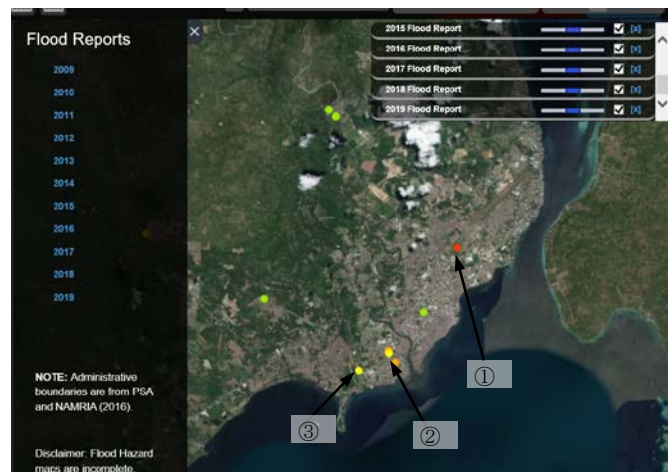 Flood Reports
2009
2010
2011
2012
2013
2014
2015
2016
2017
2018
2019
NOTE: Administrative
boundaries are from PSA
and NAMRIA (2016).
Disclaimer: Flood Hazard
maps are incomplete.
×
2015 Flood Report [x]
2016 Flood Report [x]
2017 Flood Report [x]
2018 Flood Report [x]
2019 Flood Report [x]
①
②
③